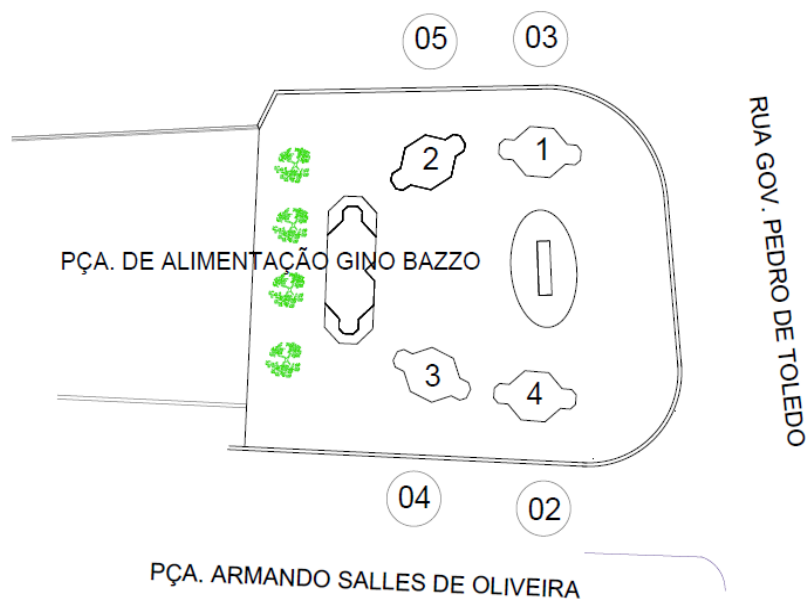 05
03
2
1
RUA GOV. PEDRO DE TOLEDO
PÇA. DE ALIMENTAÇÃO GINO BAZZO
3
4
04
02
PÇA. ARMANDO SALLES DE OLIVEIRA